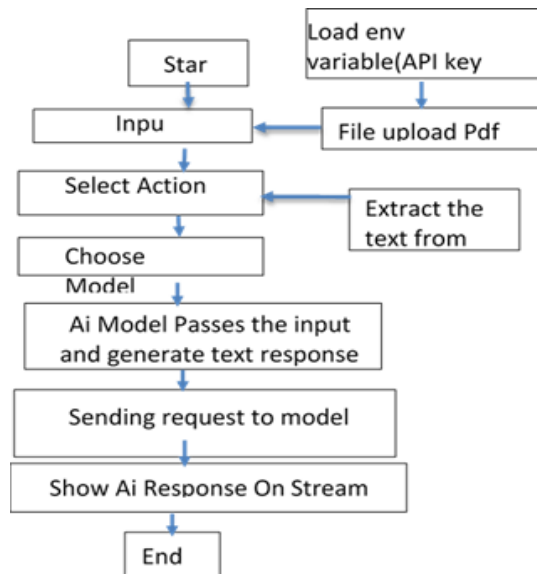 Load env
variable(API key
Star
Inpu
File upload Pdf
Select Action
Extract the
text from
Choose
Model
Ai Model Passes the input
and generate text response
Sending request to model
Show Ai Response On Stream
End